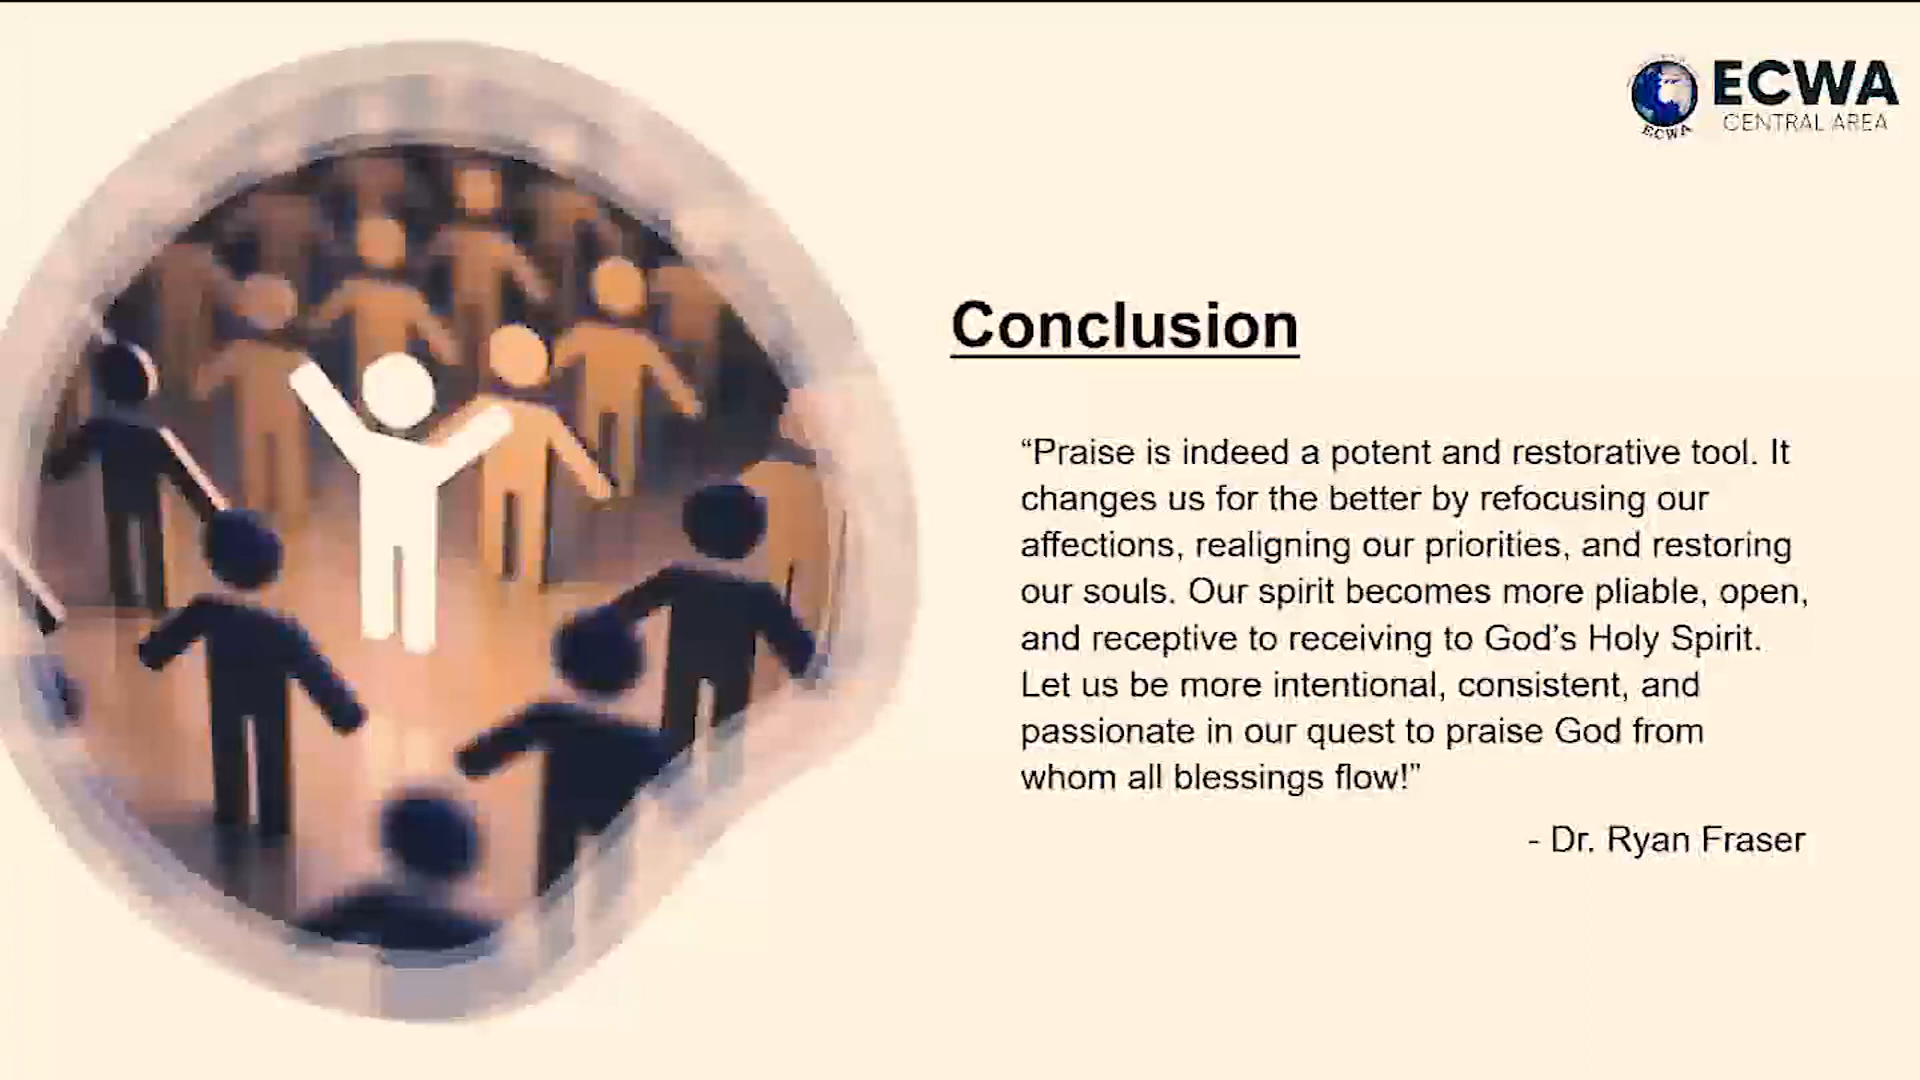 ECWA
CENTRAL AREA
ECWA
Conclusion
“Praise is indeed a potent and restorative tool. It
changes us for the better by refocusing our
affections, realigning our priorities, and restoring
our souls. Our spirit becomes more pliable, open,
and receptive to receiving to God’s Holy Spirit.
Let us be more intentional, consistent, and
passionate in our quest to praise God from
whom all blessings flow!”
- Dr. Ryan Fraser